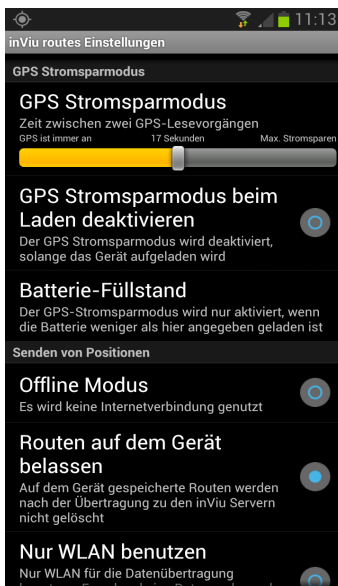 11:13
inViu routes Einstellungen
GPS Stromsparmodus
GPS Stromsparmodus
Zeit zwischen zwei GPS-Lesevorgängen
GPS ist immer an 17 Sekunden Max. Stromsparen
GPS Stromsparmodus beim
Laden deaktivieren
Der GPS Stromsparmodus wird deaktiviert,
solange das Gerät aufgeladen wird
Batterie-Füllstand
Der GPS-Stromsparmodus wird nur aktiviert, wenn
die Batterie weniger als hier angegeben geladen ist
Senden von Positionen
Offline Modus
Es wird keine Internetverbindung genutzt
Routen auf dem Gerät
belassen
Auf dem Gerät gespeicherte Routen werden
nach der Übertragung zu den inViu Servern
nicht gelöscht
Nur WLAN benutzen
Nur WLAN für die Datenübertragung